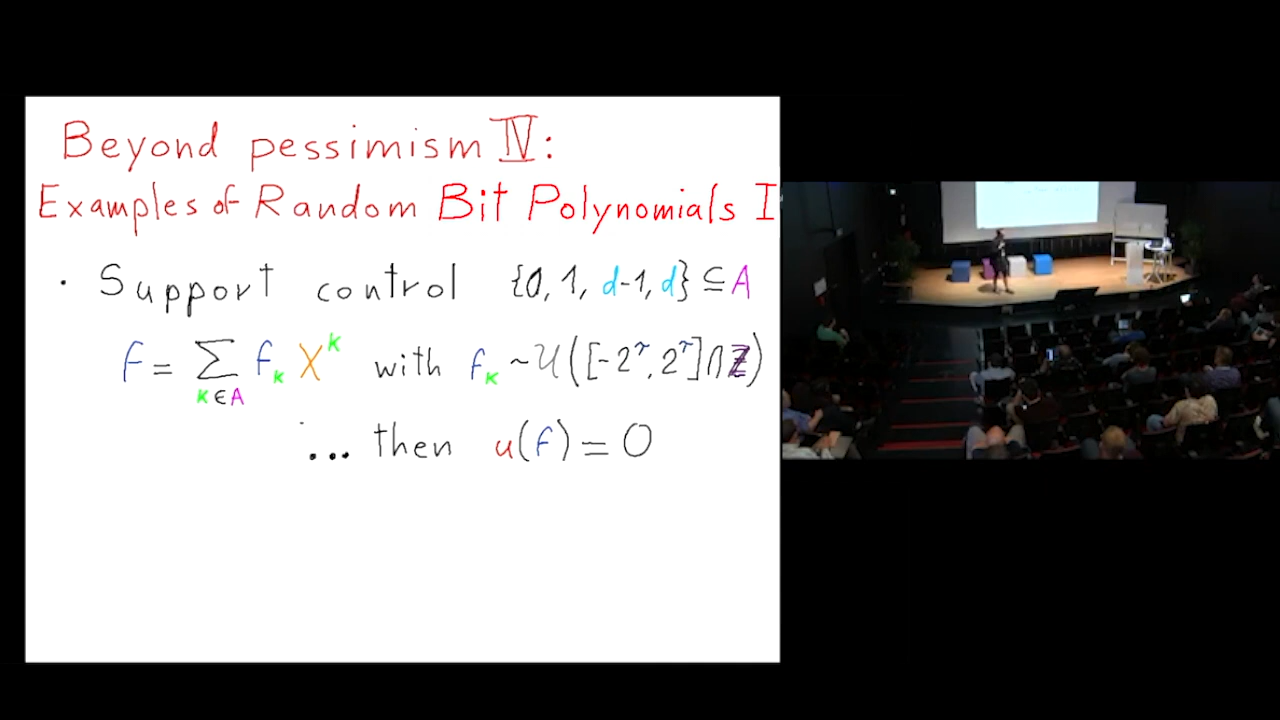 Beyond pessimism IV:
Examples of Random Bit Polynomials I
· Support control {0, 1, d-1, d} ⊆ A
f = ∑_{k∈A} f_k X^k with f_k ~ U([-2^τ, 2^τ] ∩ ℤ)
... then u(f) = 0